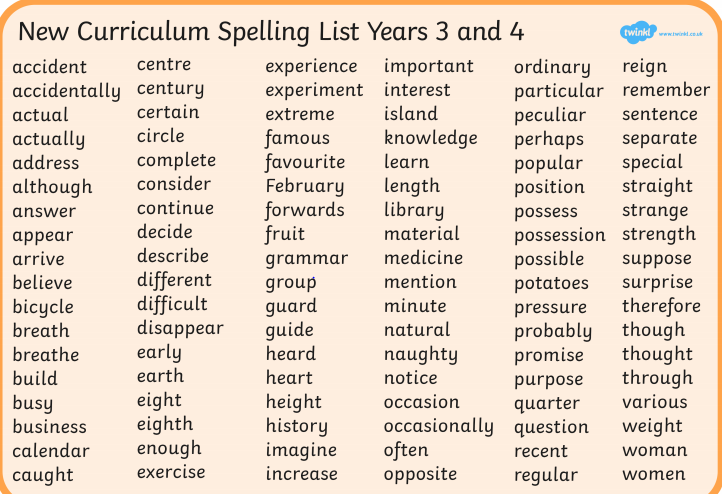 New Curriculum Spelling List Years 3 and 4
twinkl www.twinkl.co.uk
accident
accidentally
actual
actually
address
although
answer
appear
arrive
believe
bicycle
breath
breathe
build
busy
business
calendar
caught
centre
century
certain
circle
complete
consider
continue
decide
describe
different
difficult
disappear
early
earth
eight
eighth
enough
exercise
experience
experiment
extreme
famous
favourite
February
forwards
fruit
grammar
group
guard
guide
heard
heart
height
history
imagine
increase
important
interest
island
knowledge
learn
length
library
material
medicine
mention
minute
natural
naughty
notice
occasion
occasionally
often
opposite
ordinary
particular
peculiar
perhaps
popular
position
possess
possession
possible
potatoes
pressure
probably
promise
purpose
quarter
question
recent
regular
reign
remember
sentence
separate
special
straight
strange
strength
suppose
surprise
therefore
though
thought
through
various
weight
woman
women